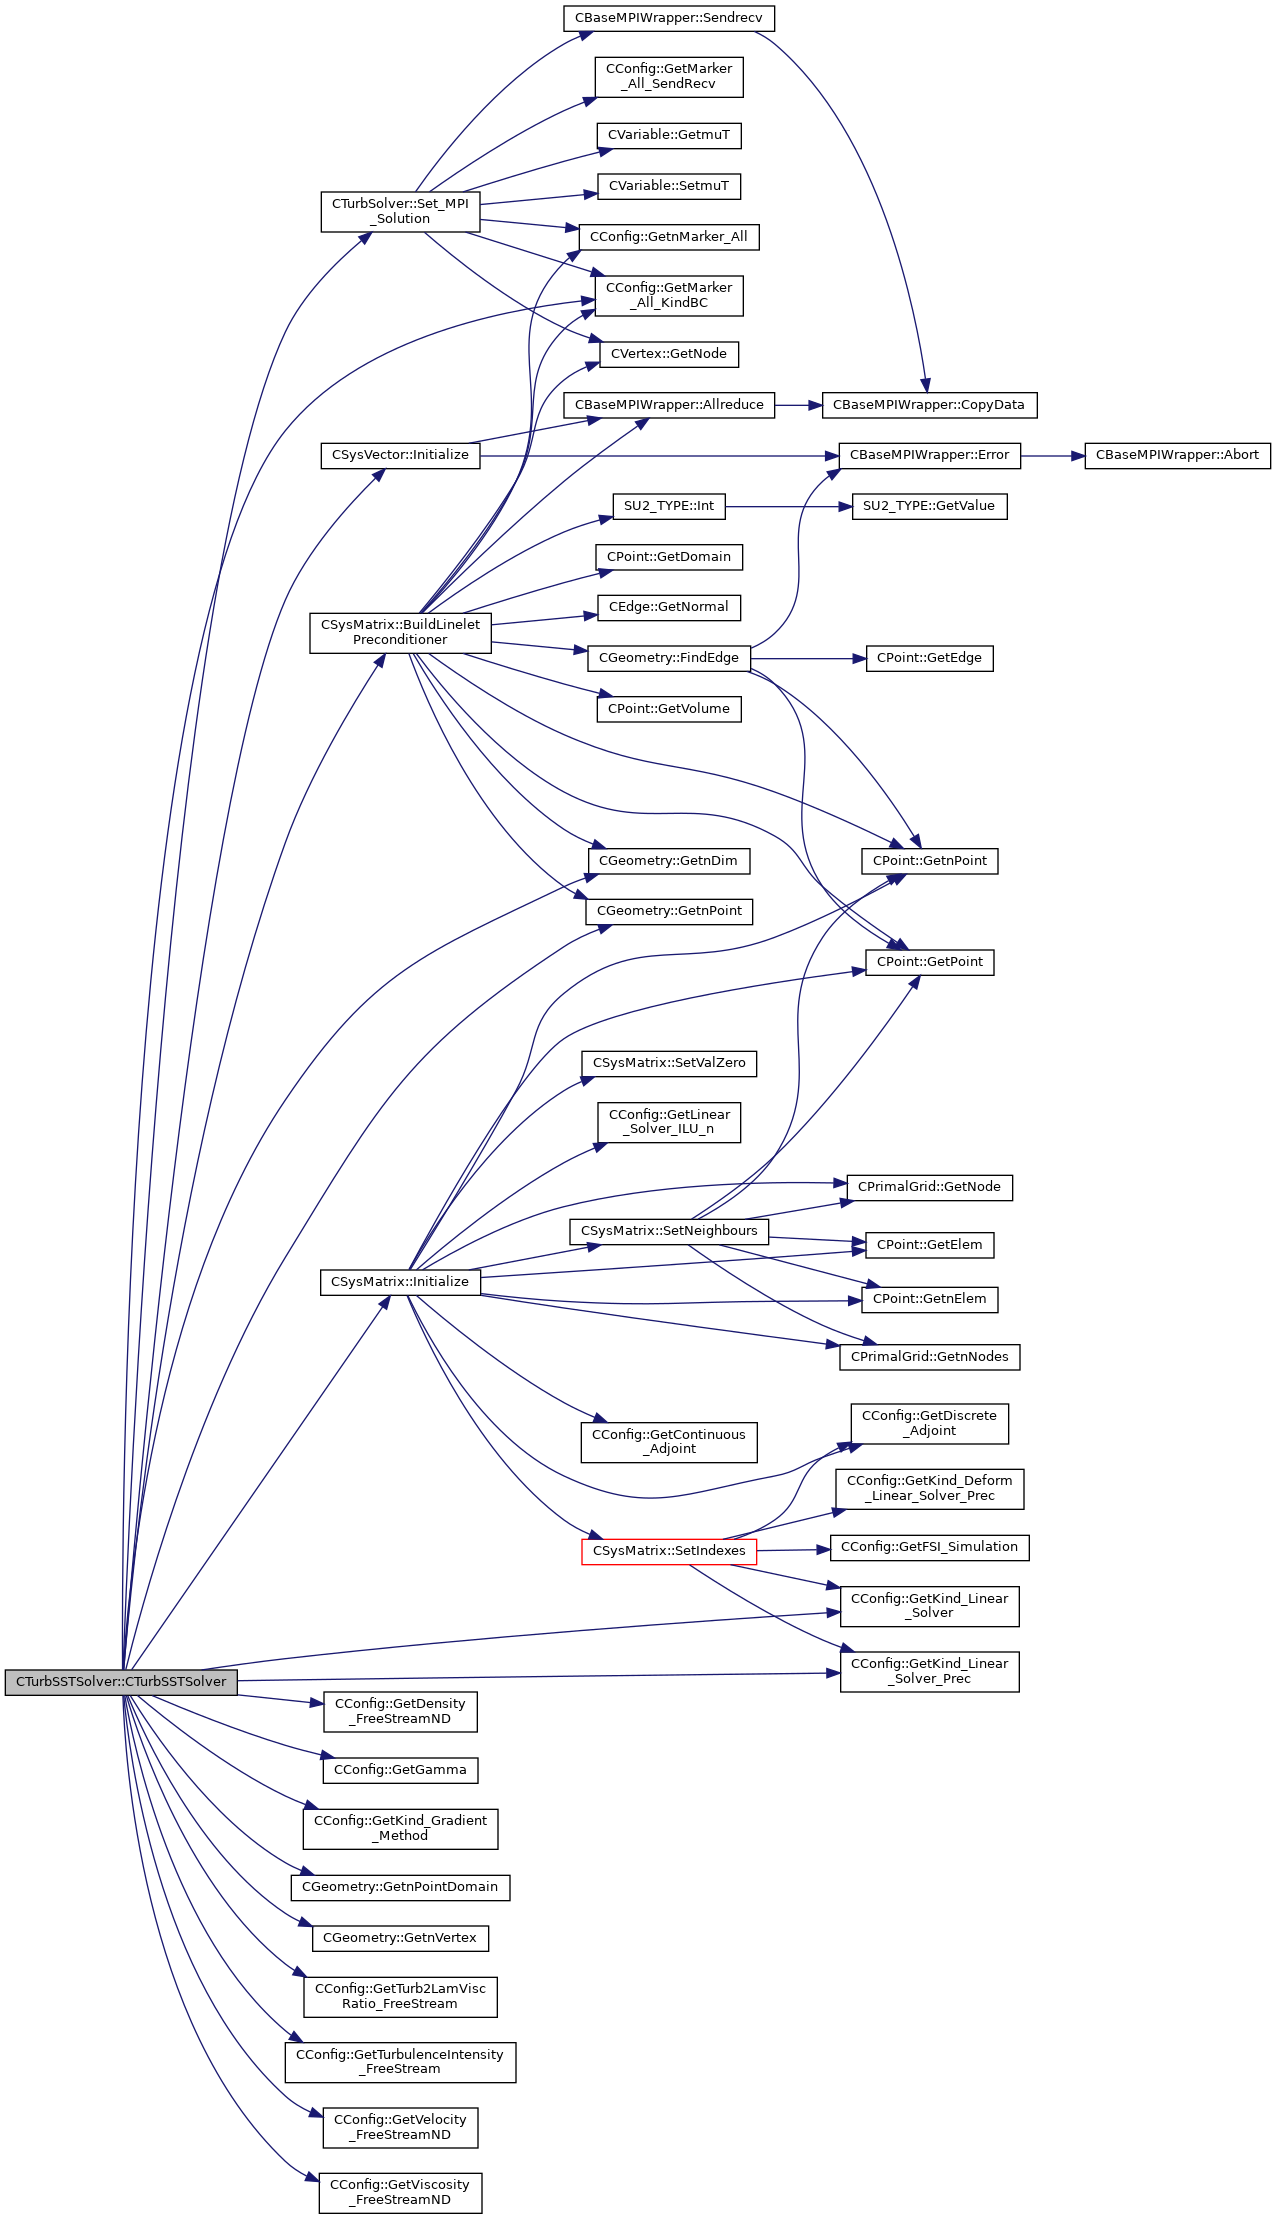 CBaseMPIWrapper::Sendrecv
CConfig::GetMarker
_All_SendRecv
CVariable::GetmuT
CVariable::SetmuT
CTurbSolver::Set_MPI
_Solution
CConfig::GetnMarker_All
CConfig::GetMarker
_All_KindBC
CVertex::GetNode
CBaseMPIWrapper::Allreduce
CBaseMPIWrapper::CopyData
CSysVector::Initialize
CBaseMPIWrapper::Error
CBaseMPIWrapper::Abort
SU2_TYPE::Int
SU2_TYPE::GetValue
CPoint::GetDomain
CEdge::GetNormal
CSysMatrix::BuildLinelet
Preconditioner
CGeometry::FindEdge
CPoint::GetEdge
CPoint::GetVolume
CGeometry::GetnDim
CPoint::GetnPoint
CGeometry::GetnPoint
CPoint::GetPoint
CSysMatrix::SetValZero
CConfig::GetLinear
_Solver_ILU_n
CPrimalGrid::GetNode
CSysMatrix::SetNeighbours
CPoint::GetElem
CSysMatrix::Initialize
CPoint::GetnElem
CPrimalGrid::GetnNodes
CConfig::GetContinuous
_Adjoint
CConfig::GetDiscrete
_Adjoint
CConfig::GetKind_Deform
_Linear_Solver_Prec
CSysMatrix::SetIndexes
CConfig::GetFSI_Simulation
CConfig::GetKind_Linear
_Solver
CConfig::GetKind_Linear
_Solver_Prec
CTurbSSTSolver::CTurbSSTSolver
CConfig::GetDensity
_FreeStreamND
CConfig::GetGamma
CConfig::GetKind_Gradient
_Method
CGeometry::GetnPointDomain
CGeometry::GetnVertex
CConfig::GetTurb2LamVisc
Ratio_FreeStream
CConfig::GetTurbulenceIntensity
_FreeStream
CConfig::GetVelocity
_FreeStreamND
CConfig::GetViscosity
_FreeStreamND